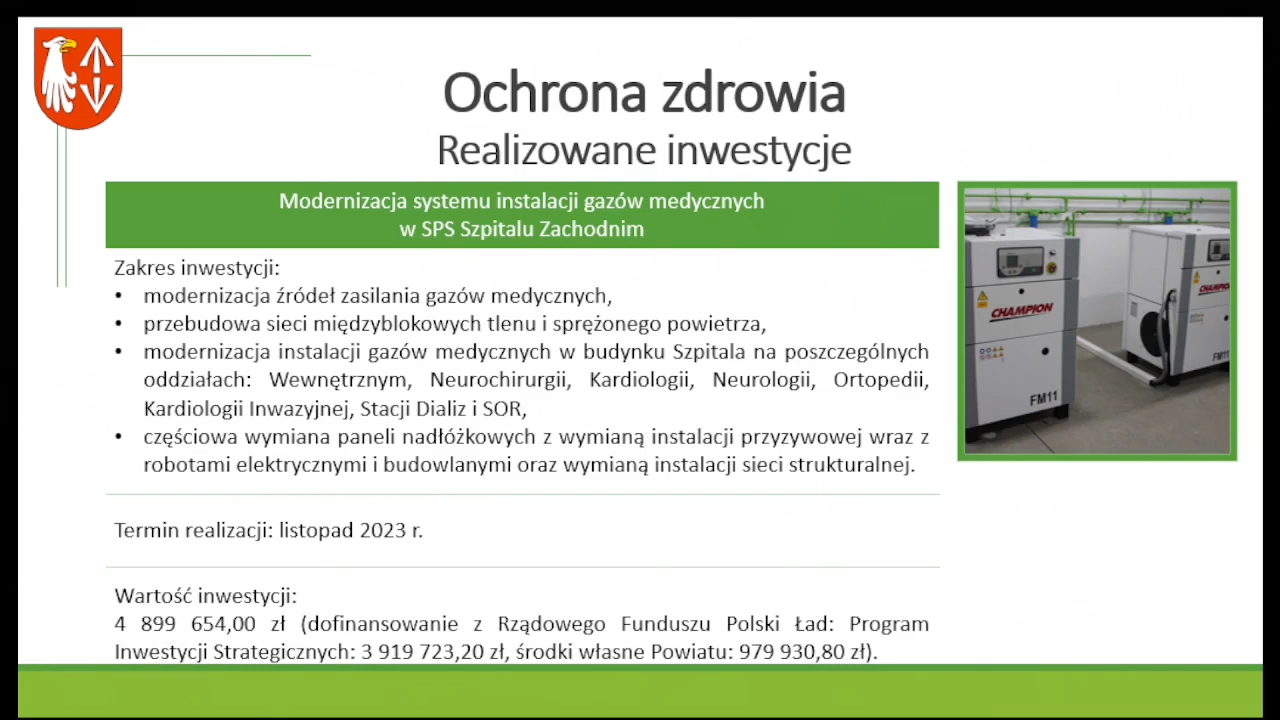 Ochrona zdrowia
Realizowane inwestycje
Modernizacja systemu instalacji gazów medycznych
w SPS Szpitalu Zachodnim
Zakres inwestycji:
• modernizacja źródeł zasilania gazów medycznych,
• przebudowa sieci międzyblokowych tlenu i sprężonego powietrza,
• modernizacja instalacji gazów medycznych w budynku Szpitala na poszczególnych
oddziałach: Wewnętrznym, Neurochirurgii, Kardiologii, Neurologii, Ortopedii,
Kardiologii Inwazyjnej, Stacji Dializ i SOR,
• częściowa wymiana paneli nadłóżkowych z wymianą instalacji przyzywowej wraz z
robotami elektrycznymi i budowlanymi oraz wymianą instalacji sieci strukturalnej.
Termin realizacji: listopad 2023 r.
Wartość inwestycji:
4 899 654,00 zł (dofinansowanie z Rządowego Funduszu Polski Ład: Program
Inwestycji Strategicznych: 3 919 723,20 zł, środki własne Powiatu: 979 930,80 zł).
CHAMPION
FM11
CHAMPION
FM11